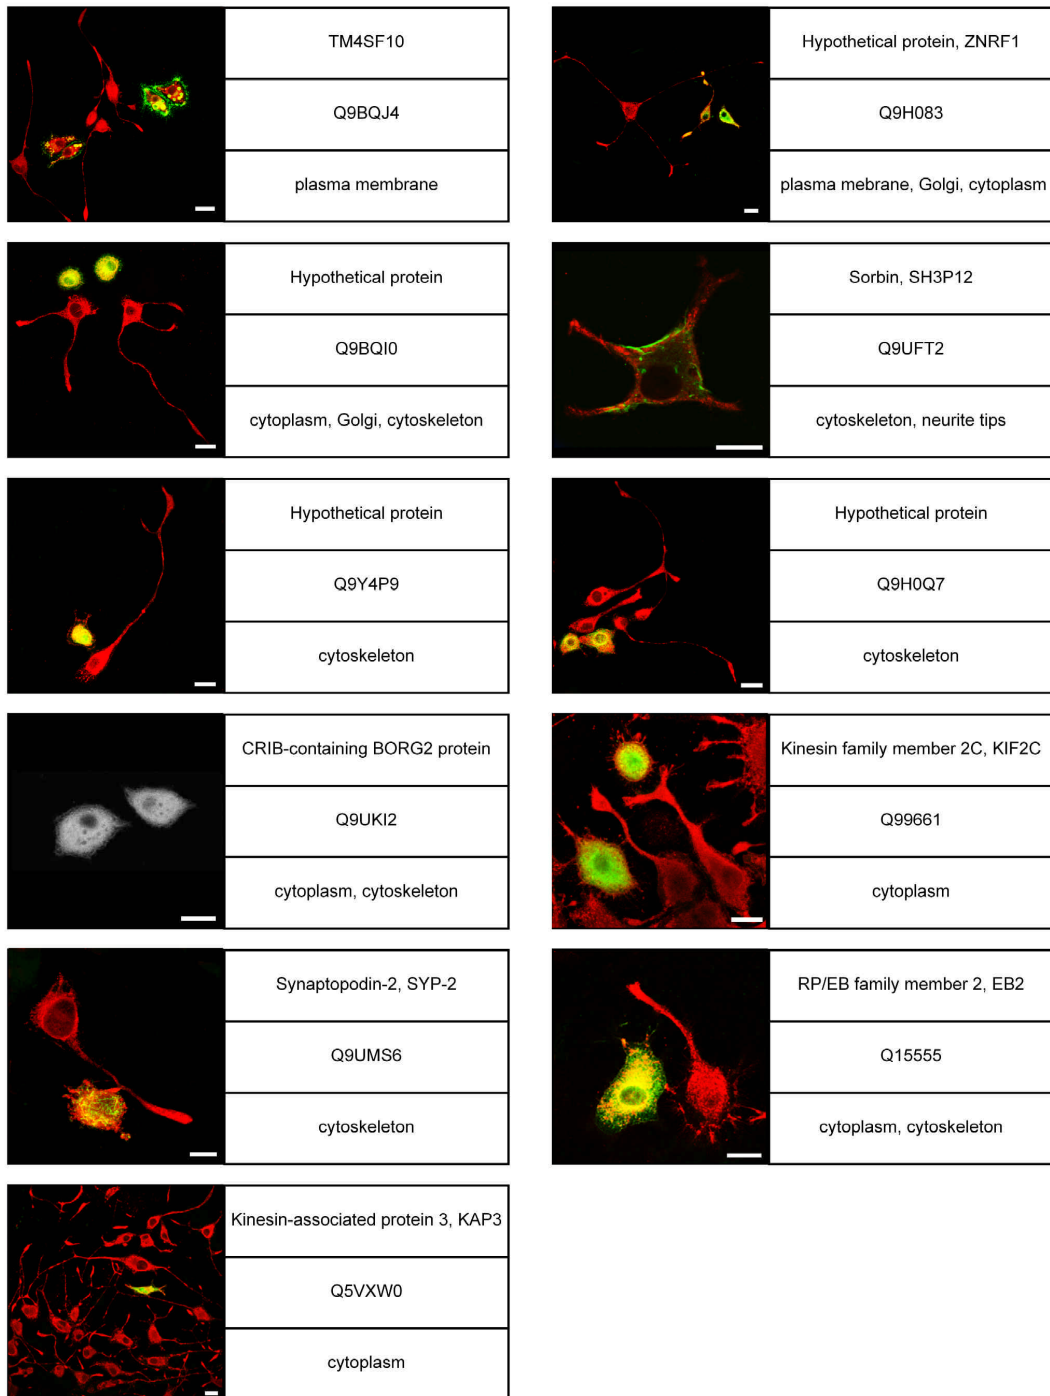 TM4SF10
Q9BQJ4
plasma membrane
Hypothetical protein, ZNRF1
Q9H083
plasma mebrane, Golgi, cytoplasm
Hypothetical protein
Q9BQI0
cytoplasm, Golgi, cytoskeleton
Sorbin, SH3P12
Q9UFT2
cytoskeleton, neurite tips
Hypothetical protein
Q9Y4P9
cytoskeleton
Hypothetical protein
Q9H0Q7
cytoskeleton
CRIB-containing BORG2 protein
Q9UKI2
cytoplasm, cytoskeleton
Kinesin family member 2C, KIF2C
Q99661
cytoplasm
Synaptopodin-2, SYP-2
Q9UMS6
cytoskeleton
RP/EB family member 2, EB2
Q15555
cytoplasm, cytoskeleton
Kinesin-associated protein 3, KAP3
Q5VXW0
cytoplasm